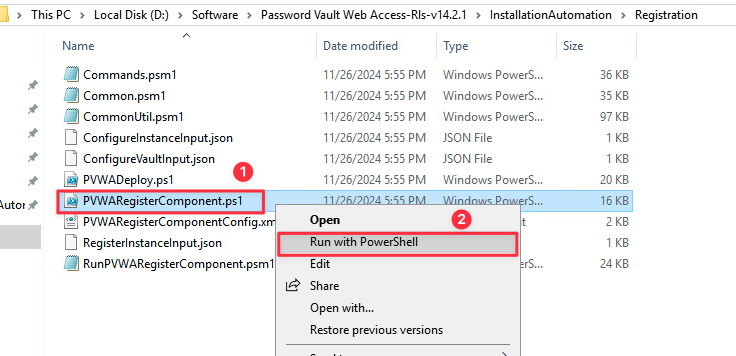 This PC > Local Disk (D:) > Software > Password Vault Web Access-Rls-v14.2.1 > InstallationAutomation > Registration
Name Date modified Type Size
Commands.psm1 11/26/2024 5:55 PM Windows PowerS... 36 KB
Common.psm1 11/26/2024 5:55 PM Windows PowerS... 35 KB
CommonUtil.psm1 11/26/2024 5:55 PM Windows PowerS... 97 KB
ConfigureInstanceInput.json 11/26/2024 5:55 PM JSON File 1 KB
ConfigureVaultInput.json 11/26/2024 5:55 PM JSON File 1 KB
1
PVWADeploy.ps1 11/26/2024 5:55 PM Windows PowerS... 20 KB
PVWARegisterComponent.ps1 11/26/2024 5:55 PM Windows PowerS... 16 KB
PVWARegisterComponentConfig.xm 2 KB
RegisterInstanceInput.json 1 KB
RunPVWARegisterComponent.psm1 24 KB
Open
2
Run with PowerShell
Edit
Share
Open with...
Restore previous versions